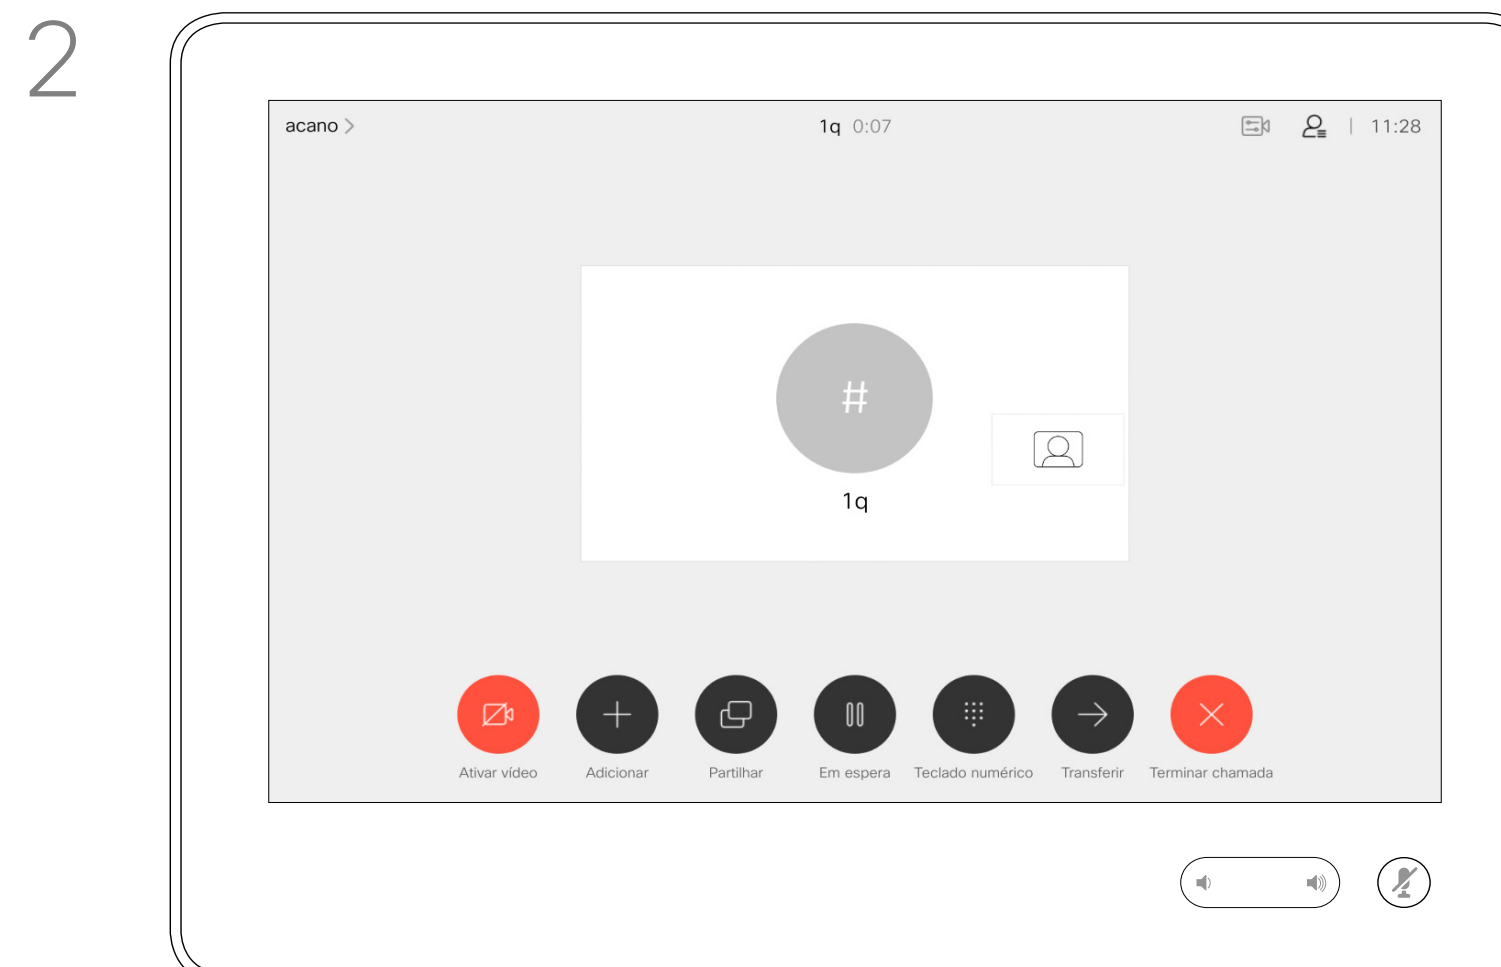 2
acano
1q 0:07
11:28
#
1q
Ativar vídeo
Adicionar
Partilhar
Em espera
Teclado numérico
Transferir
Terminar chamada